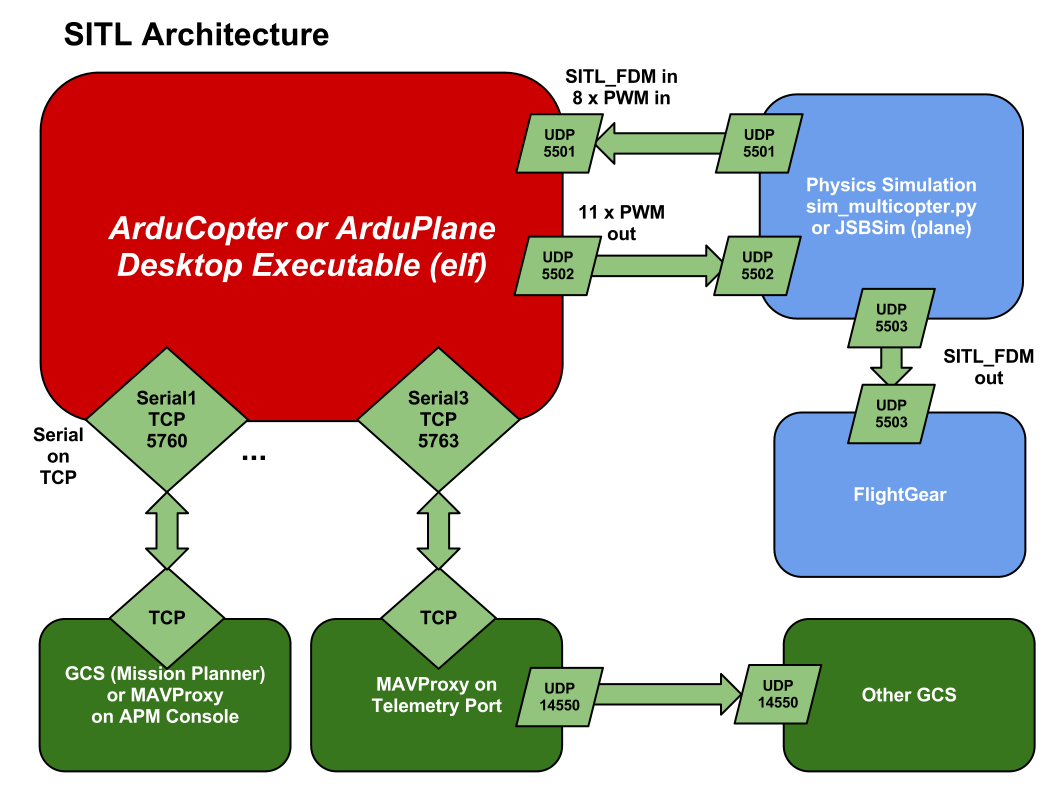 SITL Architecture
SITL_FDM in
8 x PWM in
UDP
5501
UDP
5501
ArduCopter or ArduPlane
Desktop Executable (elf)
11 x PWM
out
UDP
5502
UDP
5502
Physics Simulation
sim_multicopter.py
or JSBSim (plane)
UDP
5503
SITL_FDM
out
UDP
5503
FlightGear
Serial
on
TCP
Serial1
TCP
5760
...
Serial3
TCP
5763
TCP
GCS (Mission Planner)
or MAVProxy
on APM Console
TCP
MAVProxy on
Telemetry Port
UDP
14550
UDP
14550
Other GCS